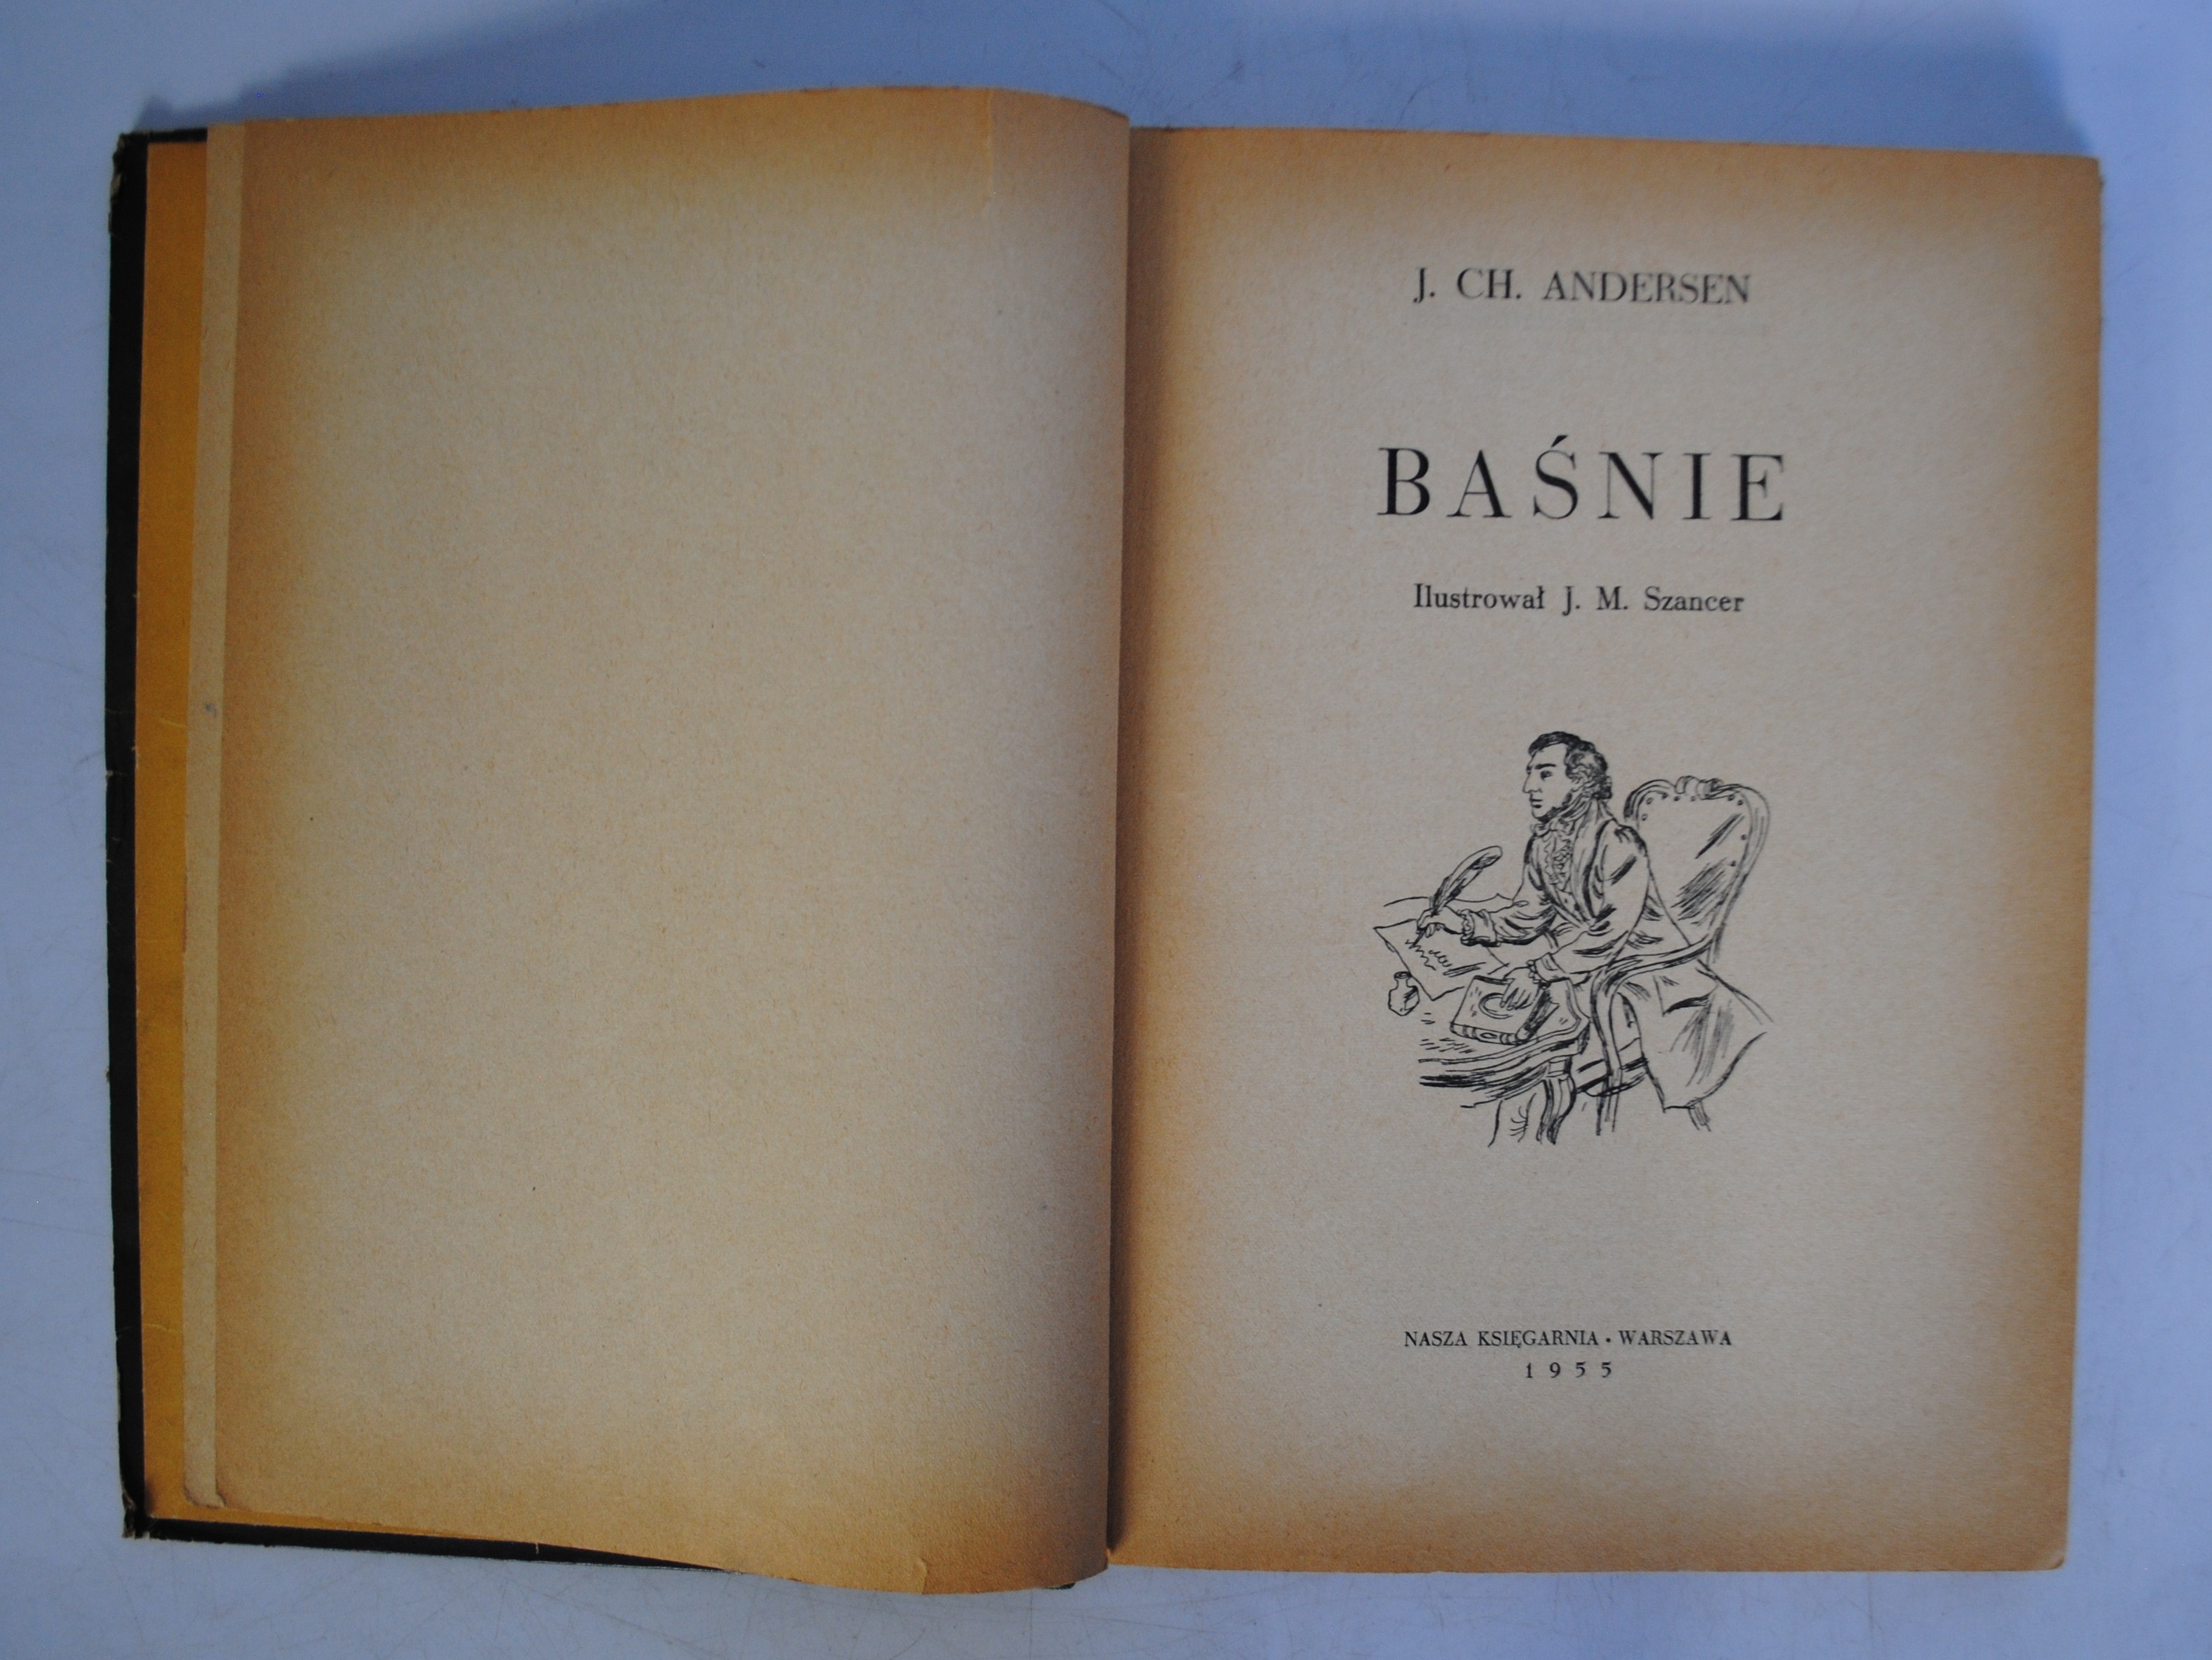 J. CH. ANDERSEN
BAŚNIE
Ilustrował J. M. Szancer
NASZA KSIĘGARNIA • WARSZAWA
1955